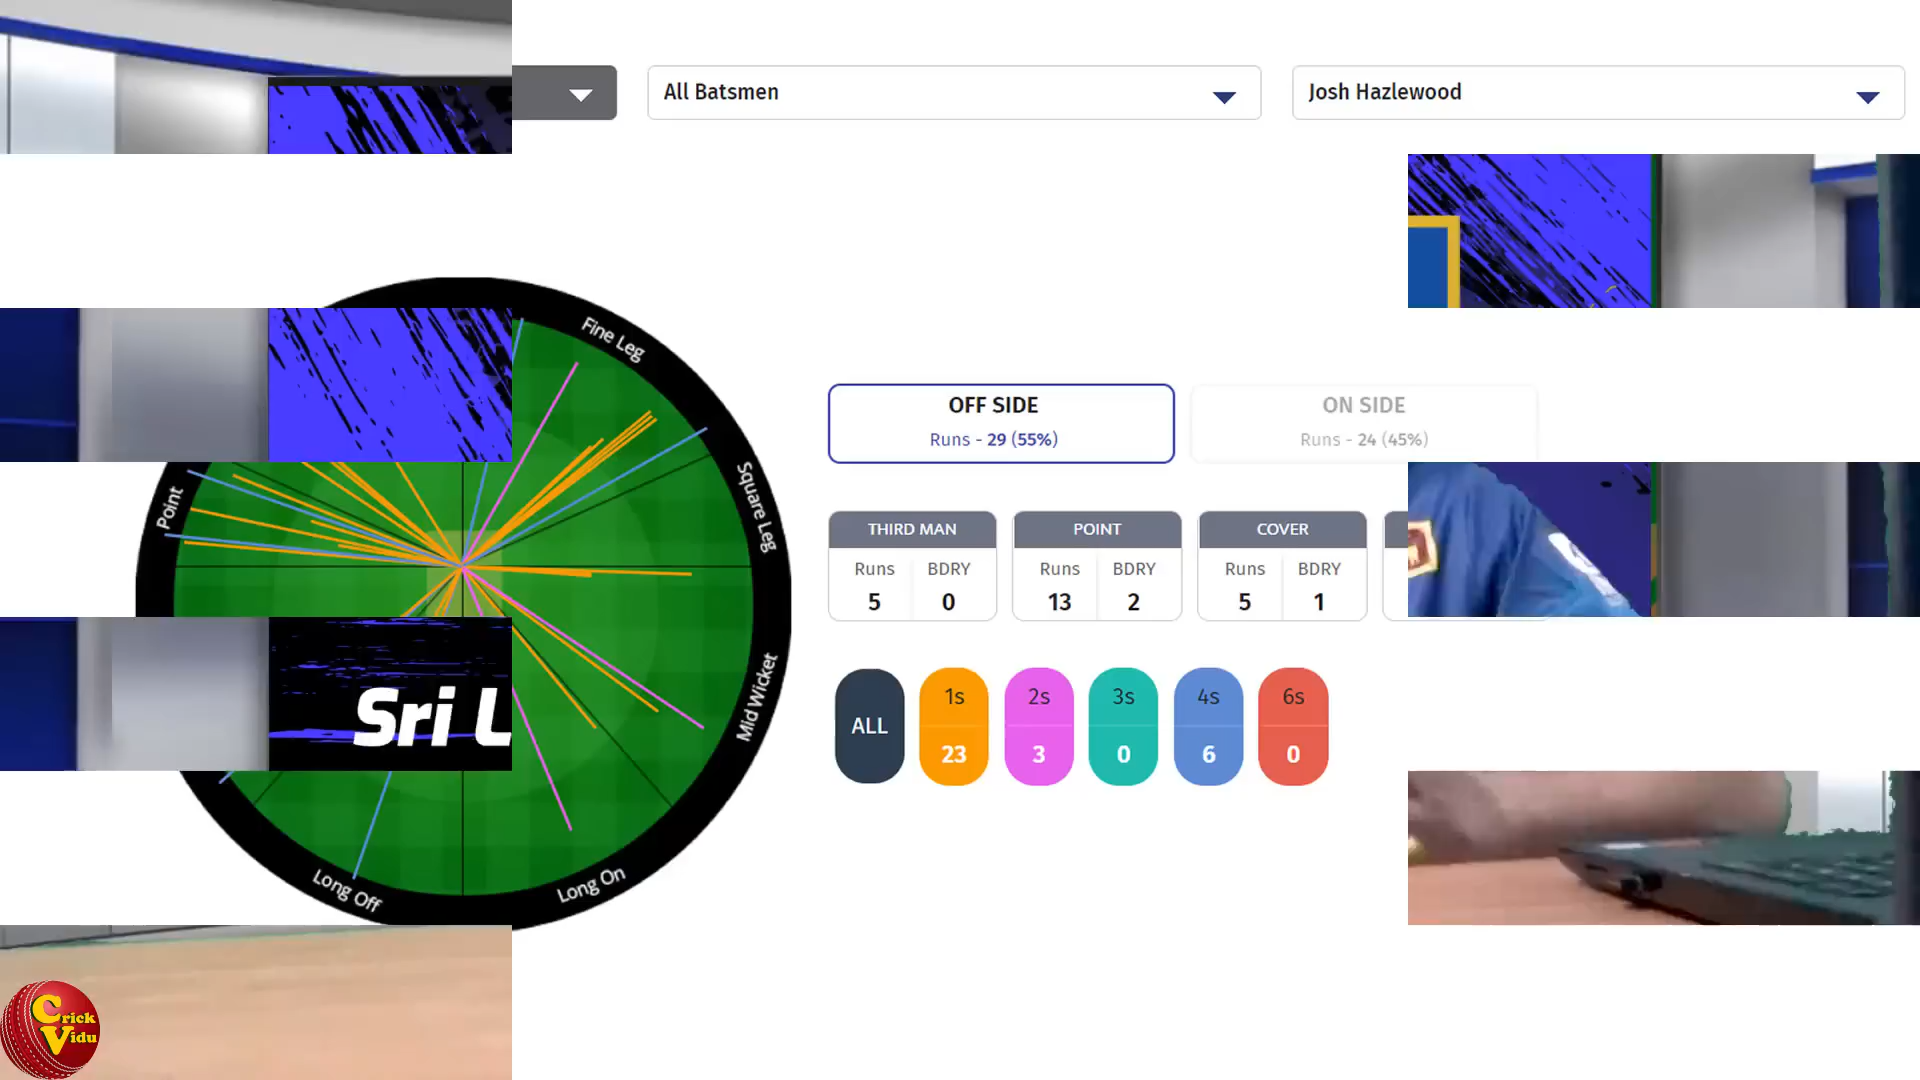 All Batsmen
Josh Hazlewood
Fine Leg
Square Leg
Mid Wicket
Long On
Long Off
Point
OFF SIDE
Runs - 29 (55%)
ON SIDE
Runs - 24 (45%)
THIRD MAN
Runs BDRY
5 0
POINT
Runs BDRY
13 2
COVER
Runs BDRY
5 1
ALL
1s
23
2s
3
3s
0
4s
6
6s
0
Sri L
Crick
Vidu